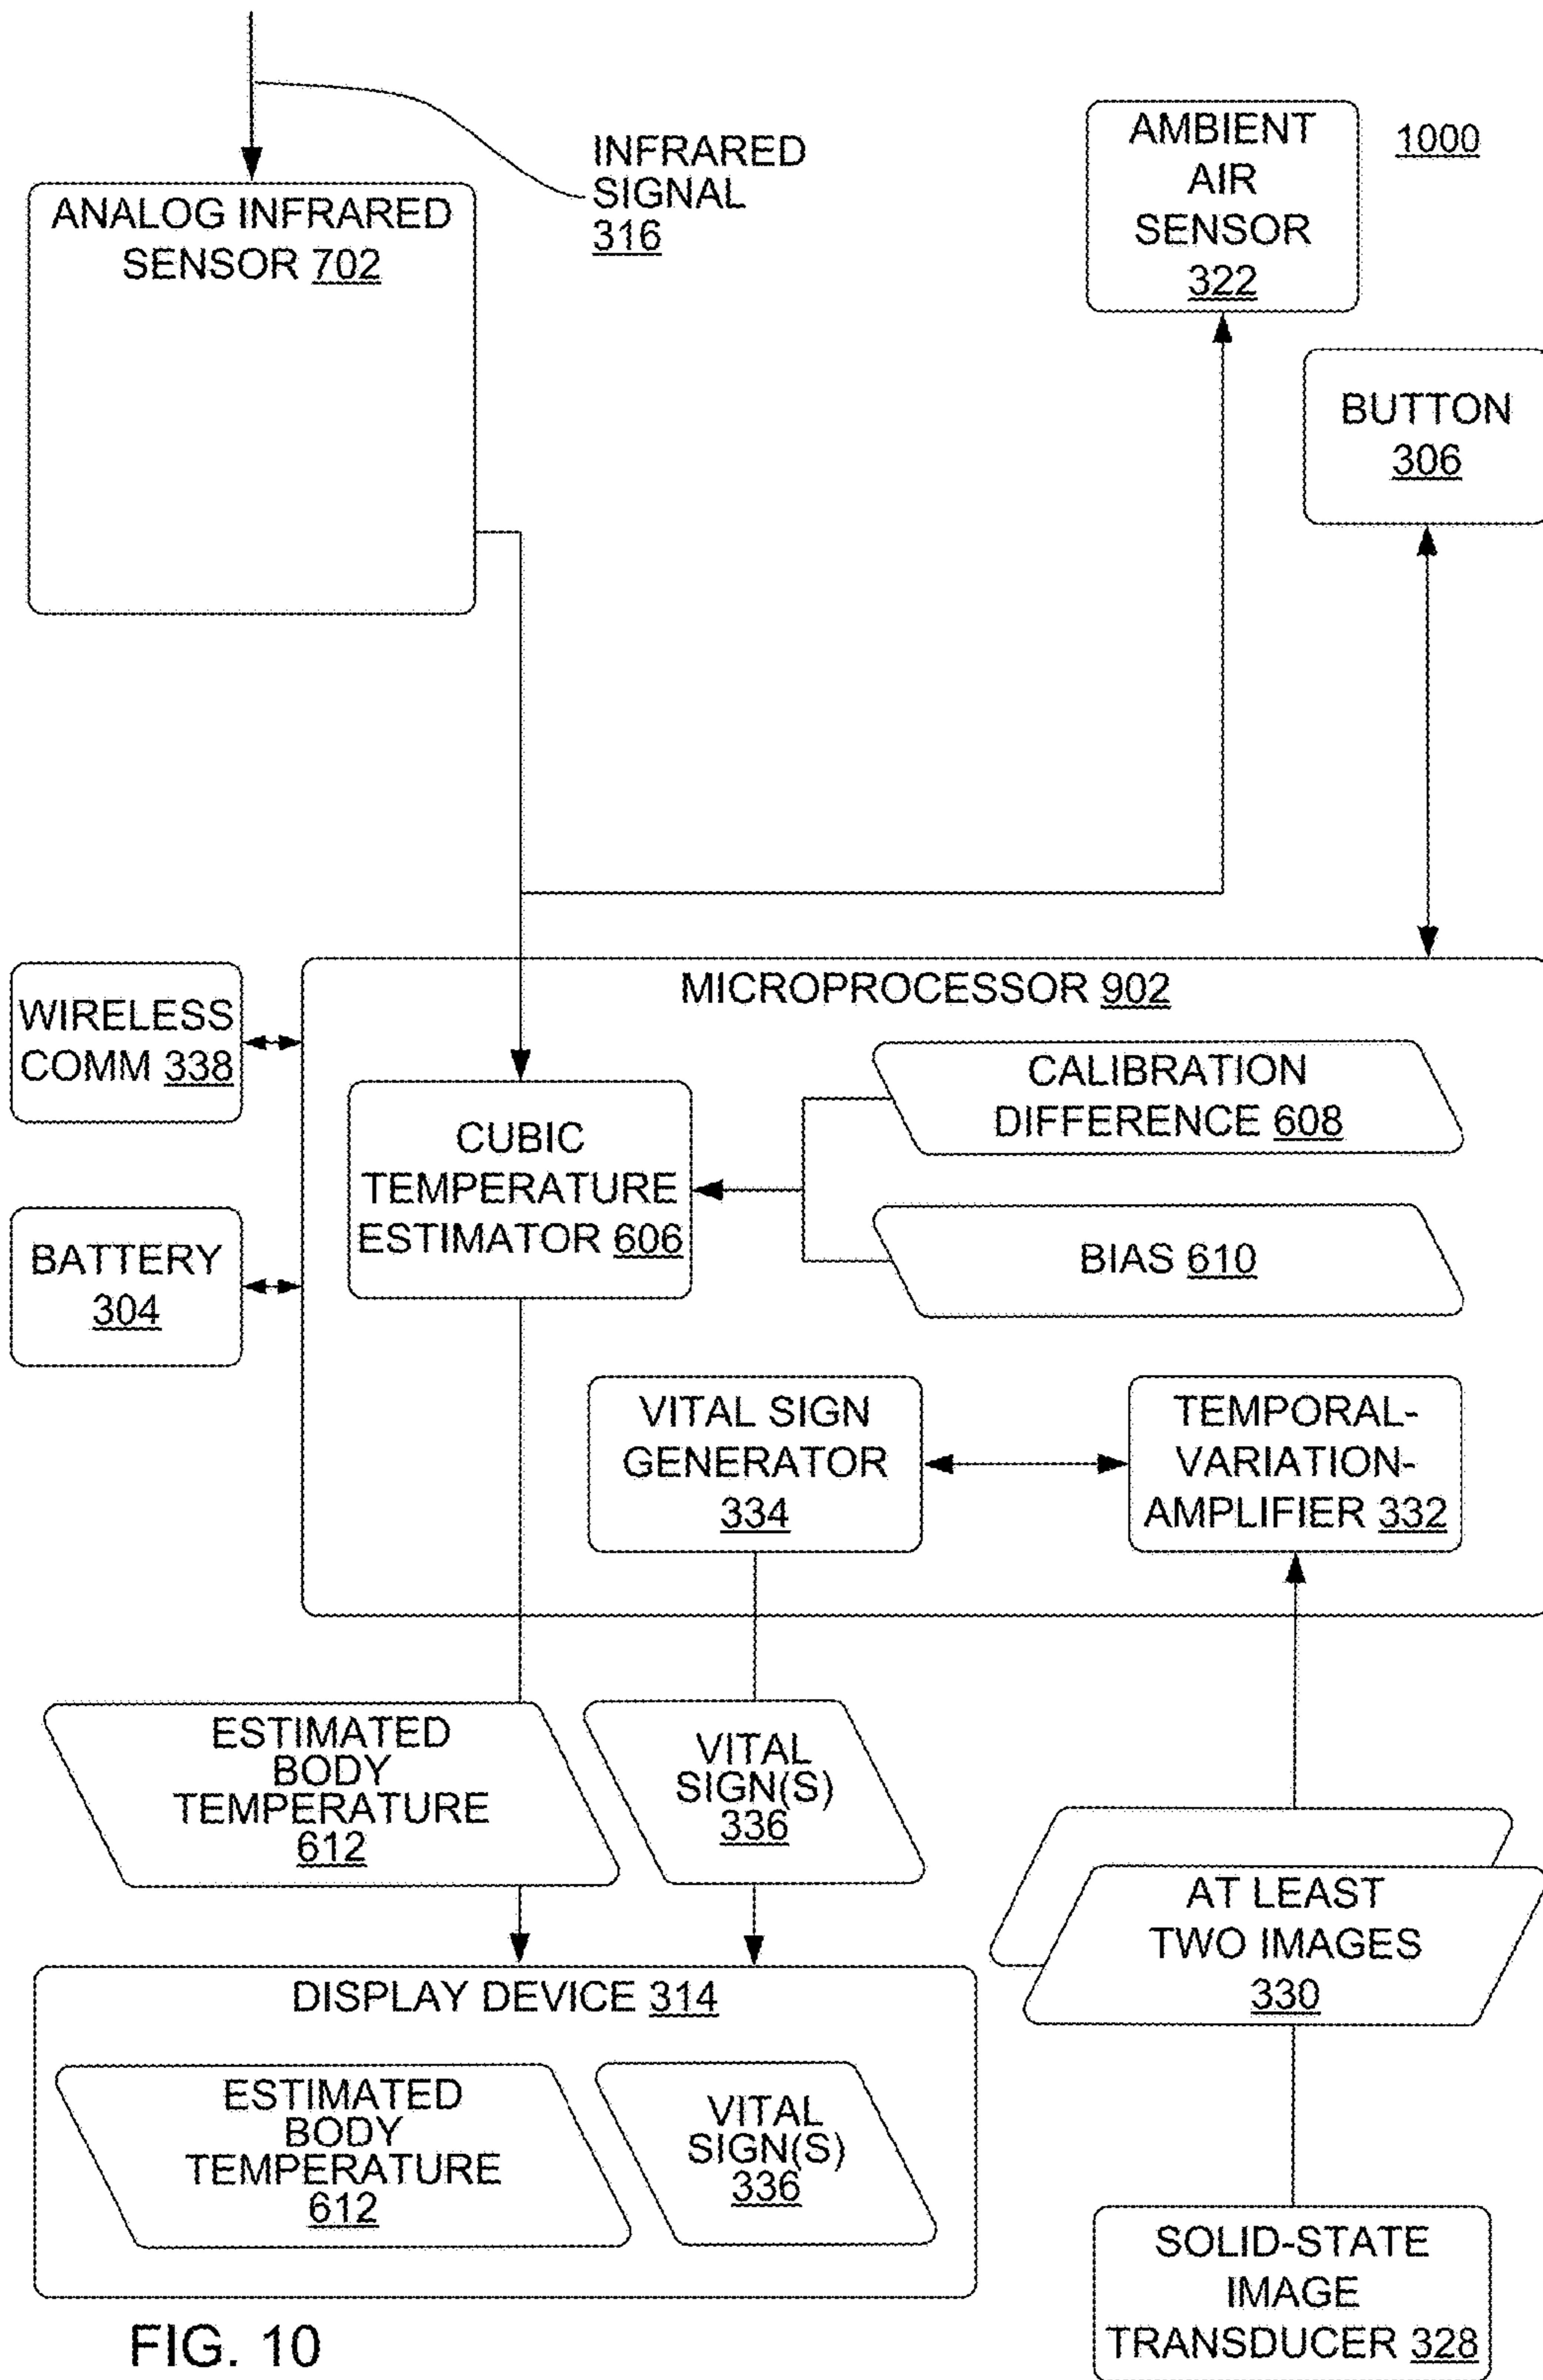 INFRARED
SIGNAL
316
ANALOG INFRARED
SENSOR 702
AMBIENT
AIR
SENSOR
322
1000
BUTTON
306
MICROPROCESSOR 902
WIRELESS
COMM 338
BATTERY
304
CUBIC
TEMPERATURE
ESTIMATOR 606
CALIBRATION
DIFFERENCE 608
BIAS 610
VITAL SIGN
GENERATOR
334
TEMPORAL-
VARIATION-
AMPLIFIER 332
ESTIMATED
BODY
TEMPERATURE
612
VITAL
SIGN(S)
336
AT LEAST
TWO IMAGES
330
DISPLAY DEVICE 314
ESTIMATED
BODY
TEMPERATURE
612
VITAL
SIGN(S)
336
SOLID-STATE
IMAGE
TRANSDUCER 328
FIG. 10